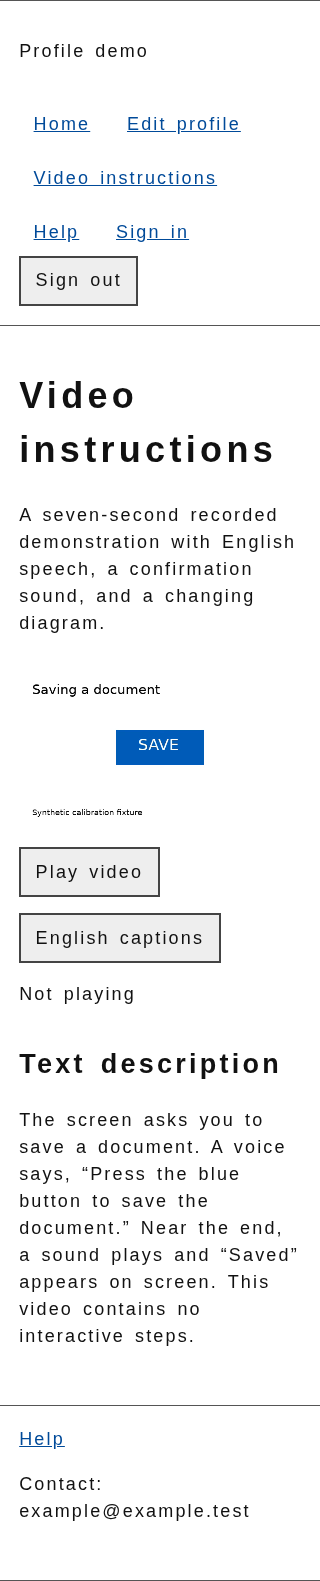 Profile demo
Home Edit profile
Video instructions
Help Sign in
Sign out
Video
instructions
A seven-second recorded
demonstration with English
speech, a confirmation
sound, and a changing
diagram.
Saving a document
SAVE
Synthetic calibration fixture
Play video
English captions
Not playing
Text description
The screen asks you to
save a document. A voice
says, “Press the blue
button to save the
document.” Near the end,
a sound plays and “Saved”
appears on screen. This
video contains no
interactive steps.
Help
Contact:
example@example.test